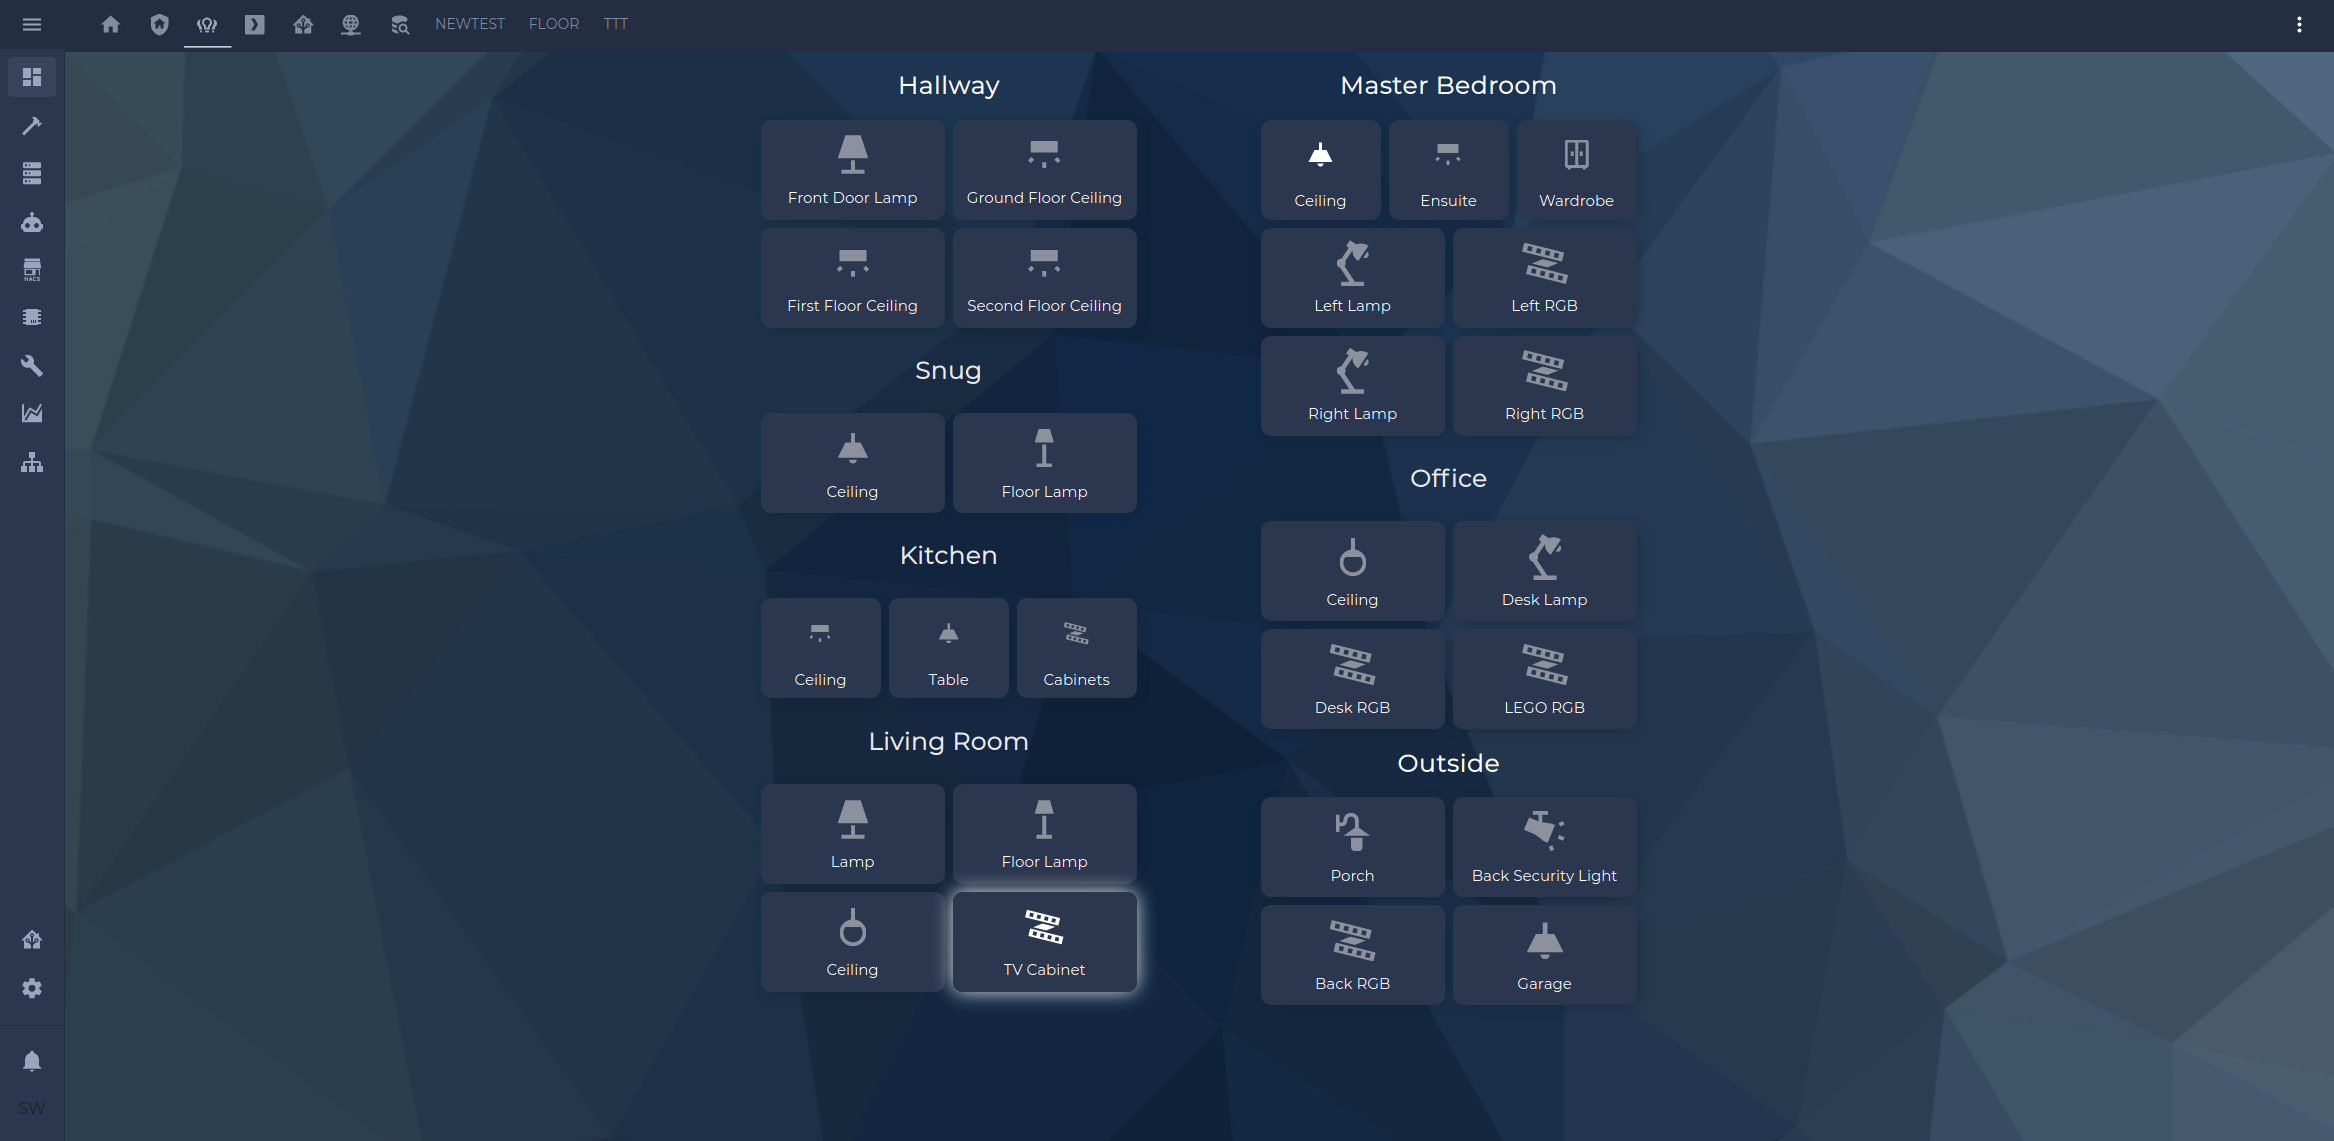 NEWTEST FLOOR TTT
HACS
SW
Hallway
Front Door Lamp
Ground Floor Ceiling
First Floor Ceiling
Second Floor Ceiling
Snug
Ceiling
Floor Lamp
Kitchen
Ceiling
Table
Cabinets
Living Room
Lamp
Floor Lamp
Ceiling
TV Cabinet
Master Bedroom
Ceiling
Ensuite
Wardrobe
Left Lamp
Left RGB
Right Lamp
Right RGB
Office
Ceiling
Desk Lamp
Desk RGB
LEGO RGB
Outside
Porch
Back Security Light
Back RGB
Garage